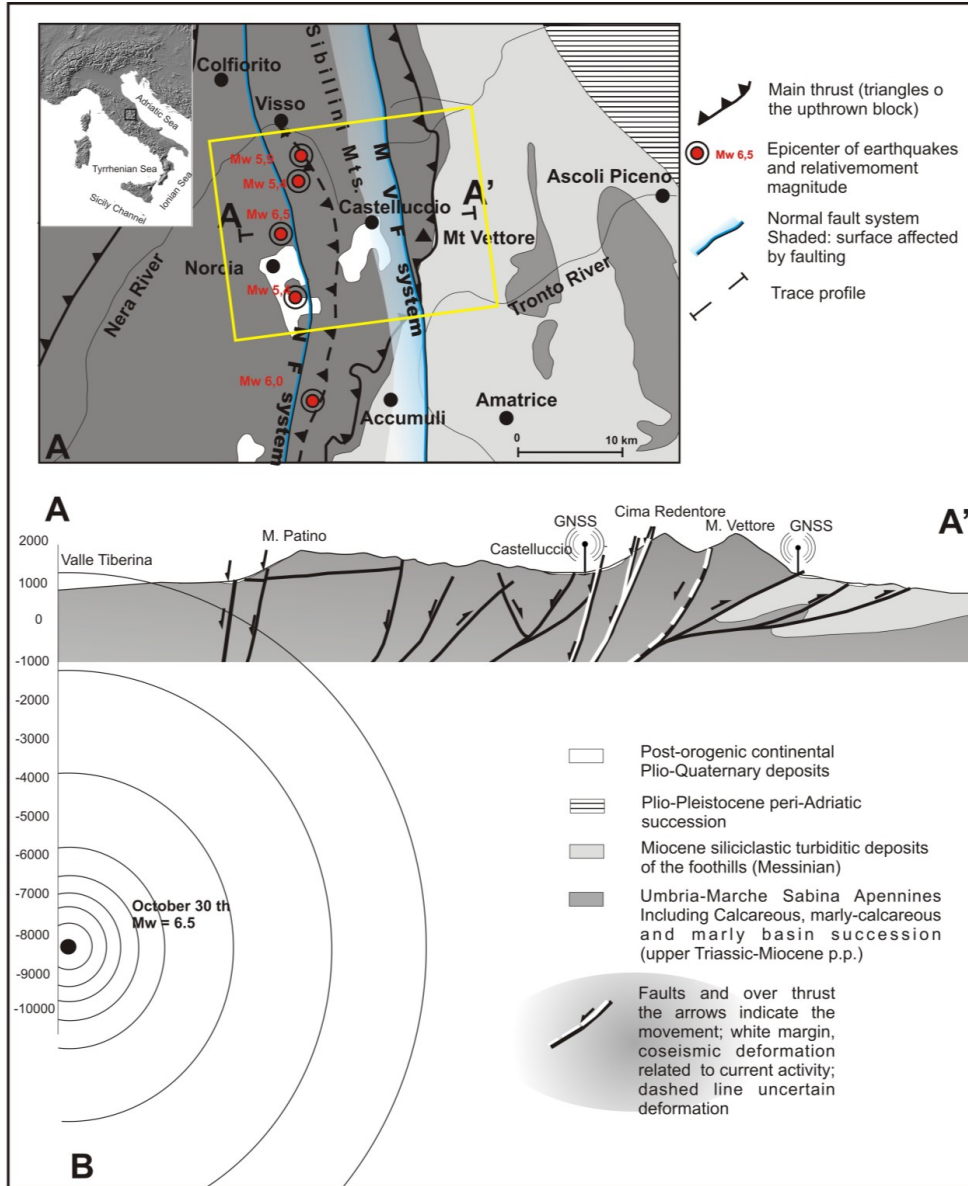 Adriatic Sea
Tyrrhenian Sea
Ionian Sea
Sicily Channel
Colfiorito
Visso
Sibillini Mts.
Mw 5,9
Mw 5,4
Mw 6,5
A
A'
M V F system
Castelluccio
Mt Vettore
Ascoli Piceno
Norcia
Nera River
Tronto River
N F system
Mw 6,0
Accumuli
Amatrice
0 10 km
A
Main thrust (triangles o
the upthrown block)
Mw 6,5
Epicenter of earthquakes
and relativemoment
magnitude
Normal fault system
Shaded: surface affected
by faulting
Trace profile
A
A'
2000
1000
0
-1000
-2000
-3000
-4000
-5000
-6000
-7000
-8000
-9000
-10000
Valle Tiberina
M. Patino
Castelluccio
GNSS
Cima Redentore
M. Vettore
GNSS
October 30 th
Mw = 6.5
Post-orogenic continental
Plio-Quaternary deposits
Plio-Pleistocene peri-Adriatic
succession
Miocene siliciclastic turbiditic deposits
of the foothills (Messinian)
Umbria-Marche Sabina Apennines
Including Calcareous, marly-calcareous
and marly basin succession
(upper Triassic-Miocene p.p.)
Faults and over thrust
the arrows indicate the
movement; white margin,
coseismic deformation
related to current activity;
dashed line uncertain
deformation
B